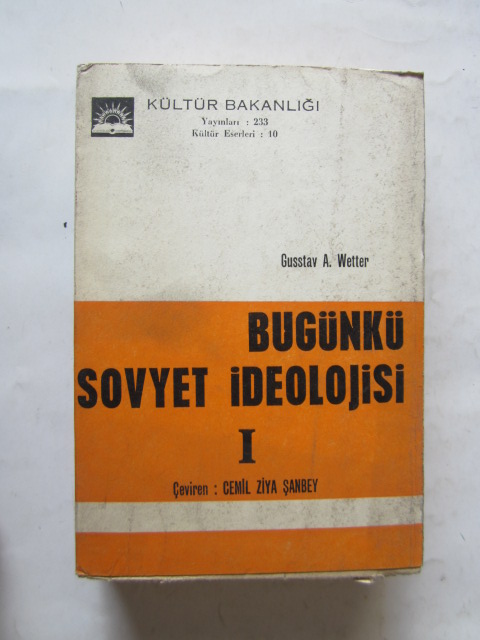 KÜLTÜR BAKANLIĞI
Yayınları : 233
Kültür Eserleri : 10
Gusstav A. Wetter
BUGÜNKÜ
SOVYET İDEOLOJİSİ
I
Çeviren : CEMİL ZİYA ŞANBEY